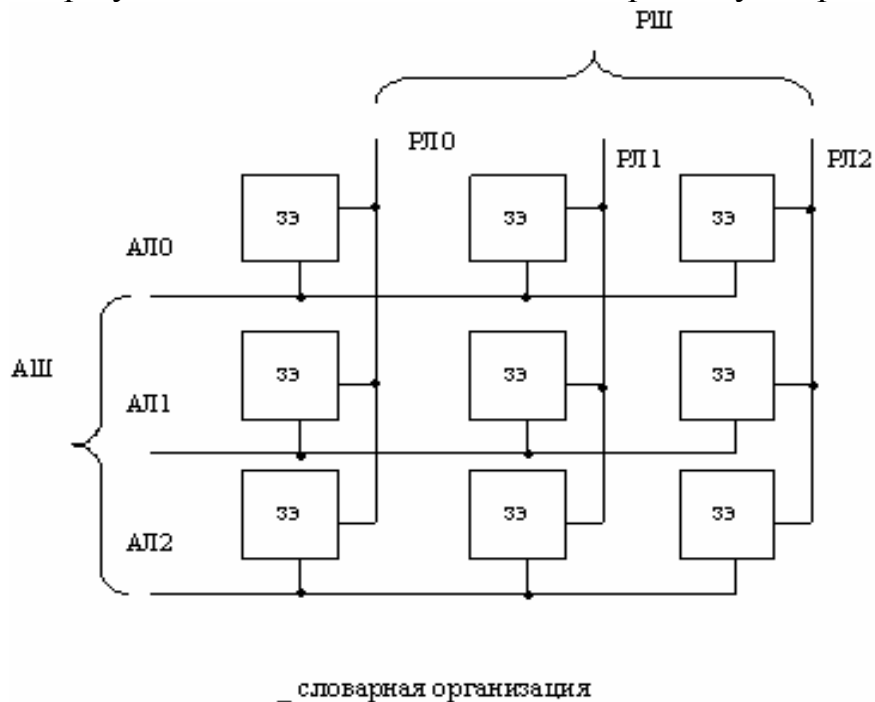 РШ
РЛ0
РЛ1
РЛ2
ЗЭ
ЗЭ
ЗЭ
АЛ0
ЗЭ
ЗЭ
ЗЭ
АШ
АЛ1
ЗЭ
ЗЭ
ЗЭ
АЛ2
_ словарная организация